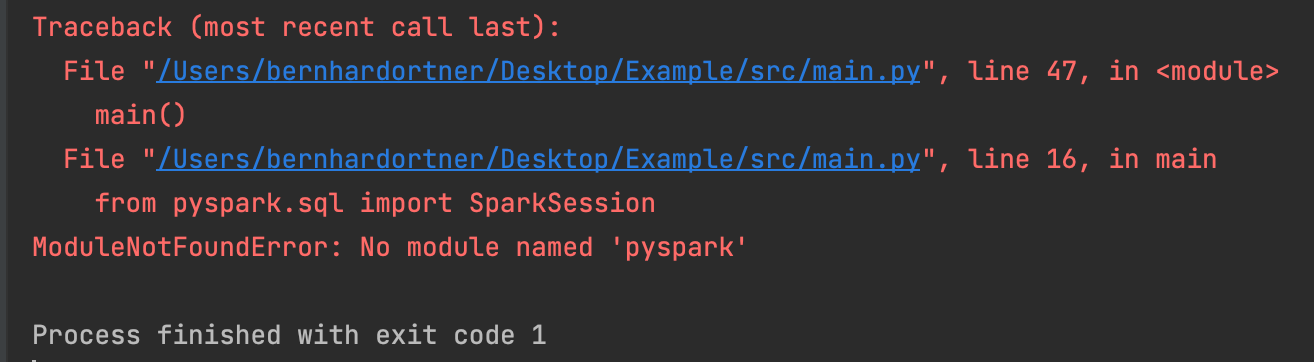 Traceback (most recent call last):
  File "/Users/bernhardortner/Desktop/Example/src/main.py", line 47, in <module>
    main()
  File "/Users/bernhardortner/Desktop/Example/src/main.py", line 16, in main
    from pyspark.sql import SparkSession
ModuleNotFoundError: No module named 'pyspark'
Process finished with exit code 1